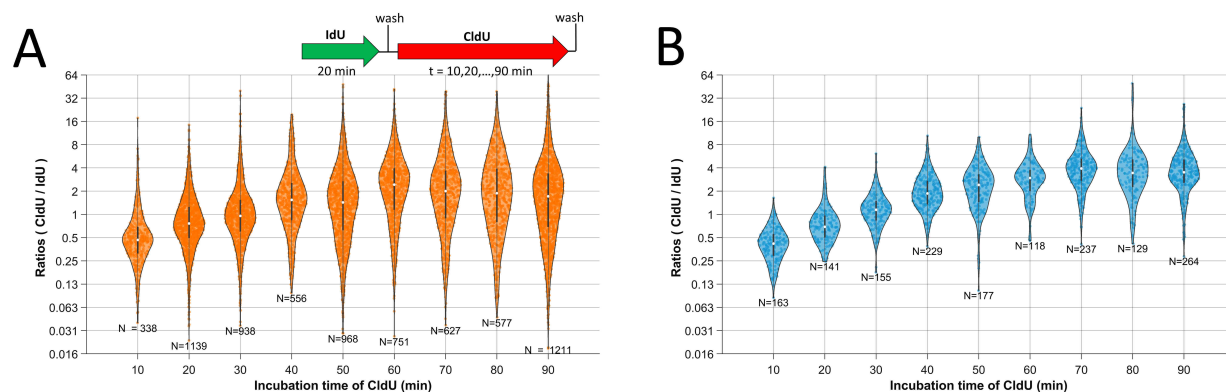 A
wash
wash
IdU
CldU
20 min
t = 10,20,...,90 min
Ratios ( CldU / IdU )
64
32
16
8
4
2
1
0.5
0.25
0.13
0.063
0.031
0.016
N = 338
N=1139
N=938
N=556
N=968
N=751
N=627
N=577
N = 1211
10 20 30 40 50 60 70 80 90
Incubation time of CldU (min)
B
Ratios ( CldU / IdU )
64
32
16
8
4
2
1
0.5
0.25
0.13
0.063
0.031
0.016
N=163
N=141
N=155
N=229
N=177
N=118
N=237
N=129
N=264
10 20 30 40 50 60 70 80 90
Incubation time of CldU (min)